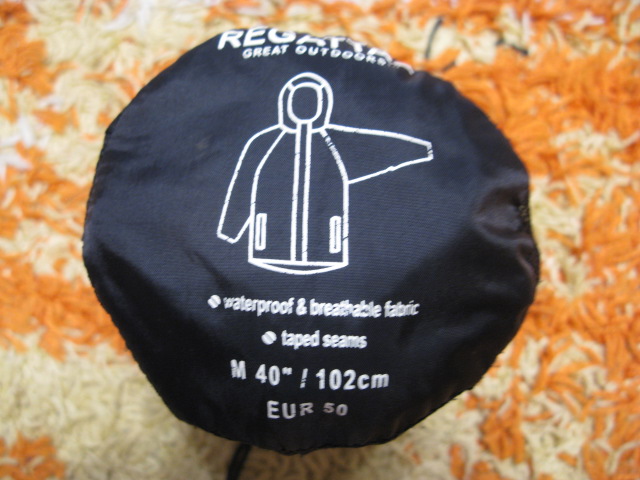 REGATTA
GREAT OUTDOORS
waterproof & breathable fabric
taped seams
M 40" / 102cm
EUR 50